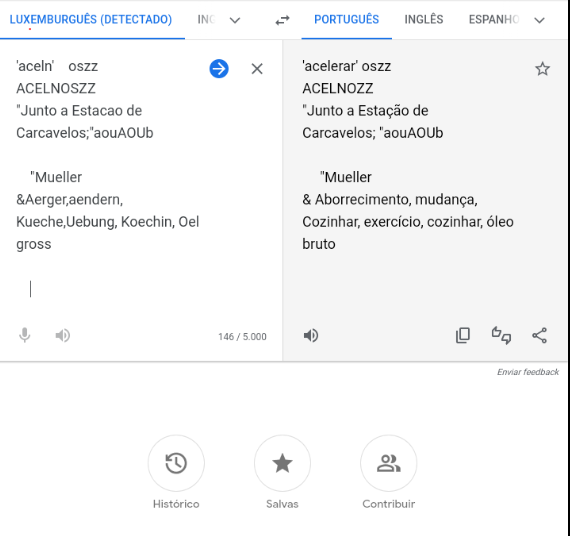 LUXEMBURGUÊS (DETECTADO)
PORTUGUÊS INGLÊS ESPANHO
'aceln' oszz
ACELNOSZZ
"Junto a Estacao de
Carcavelos;"aouAOUb
"Mueller
&Aerger,aendern,
Kueche,Uebung, Koechin, Oel
gross
146 / 5.000
'acelerar' oszz
ACELNOZZ
"Junto a Estação de
Carcavelos; "aouAOUb
"Mueller
& Aborrecimento, mudança,
Cozinhar, exercício, cozinhar, óleo
bruto
Enviar feedback
Histórico Salvas Contribuir